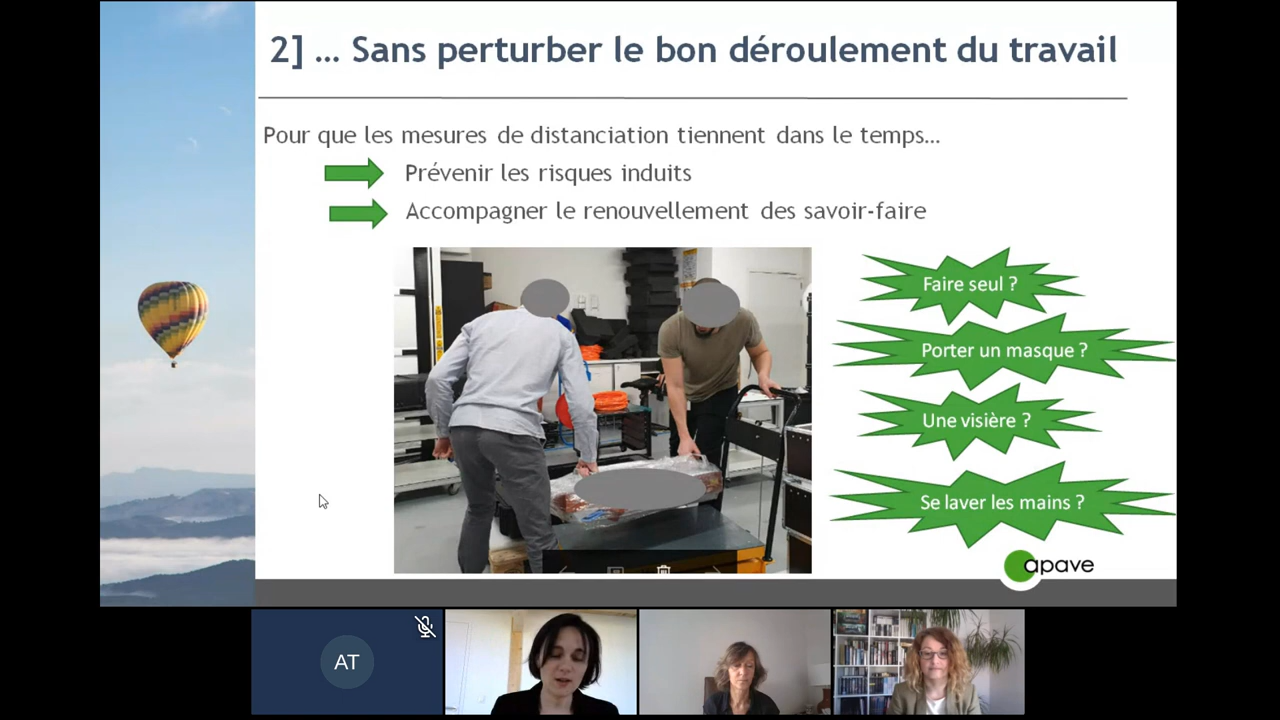 2] … Sans perturber le bon déroulement du travail
Pour que les mesures de distanciation tiennent dans le temps…
Prévenir les risques induits
Accompagner le renouvellement des savoir-faire
Faire seul ?
Porter un masque ?
Une visière ?
Se laver les mains ?
apave
AT